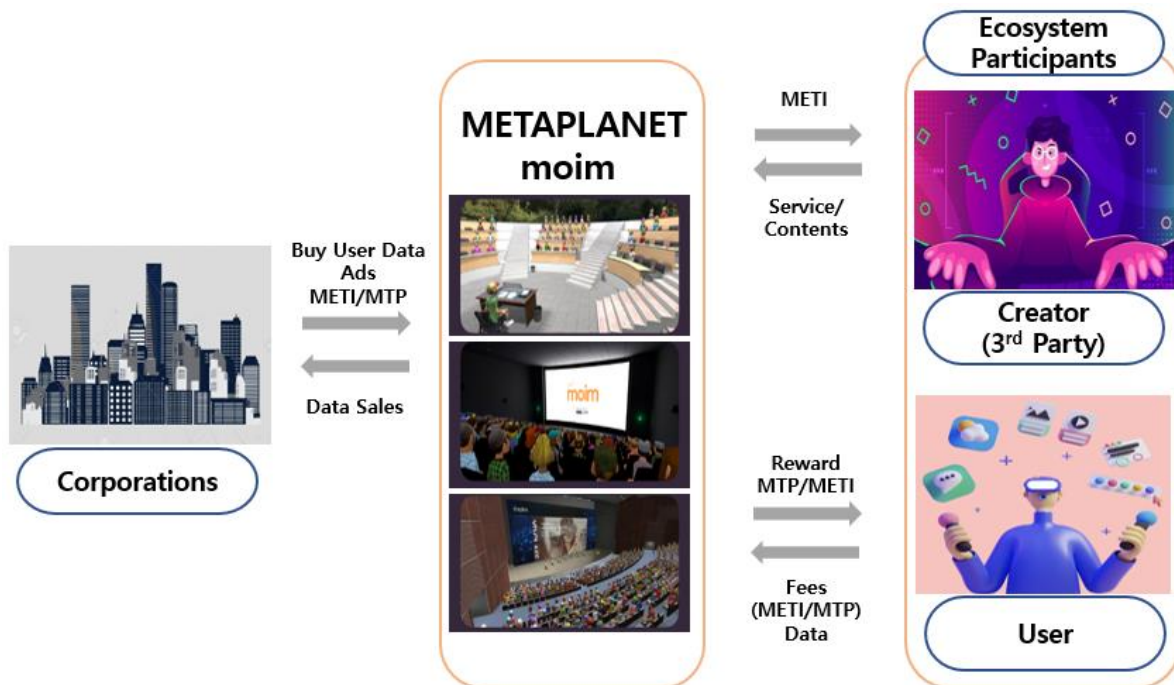 Ecosystem
Participants
METAPLANET
moim
METI
Service/
Contents
Buy User Data
Ads
METI/MTP
Data Sales
Corporations
moim
Creator
(3rd Party)
Reward
MTP/METI
Fees
(METI/MTP)
Data
User